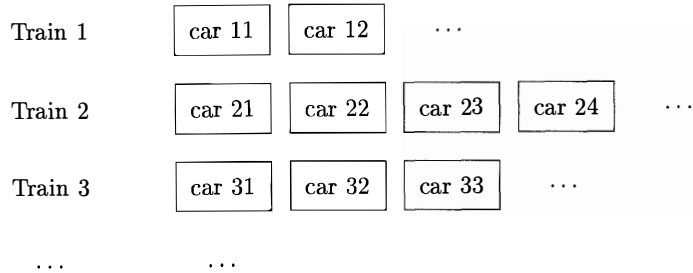 Train 1 car 11 car 12 ...
Train 2 car 21 car 22 car 23 car 24 ...
Train 3 car 31 car 32 car 33 ...
... ...